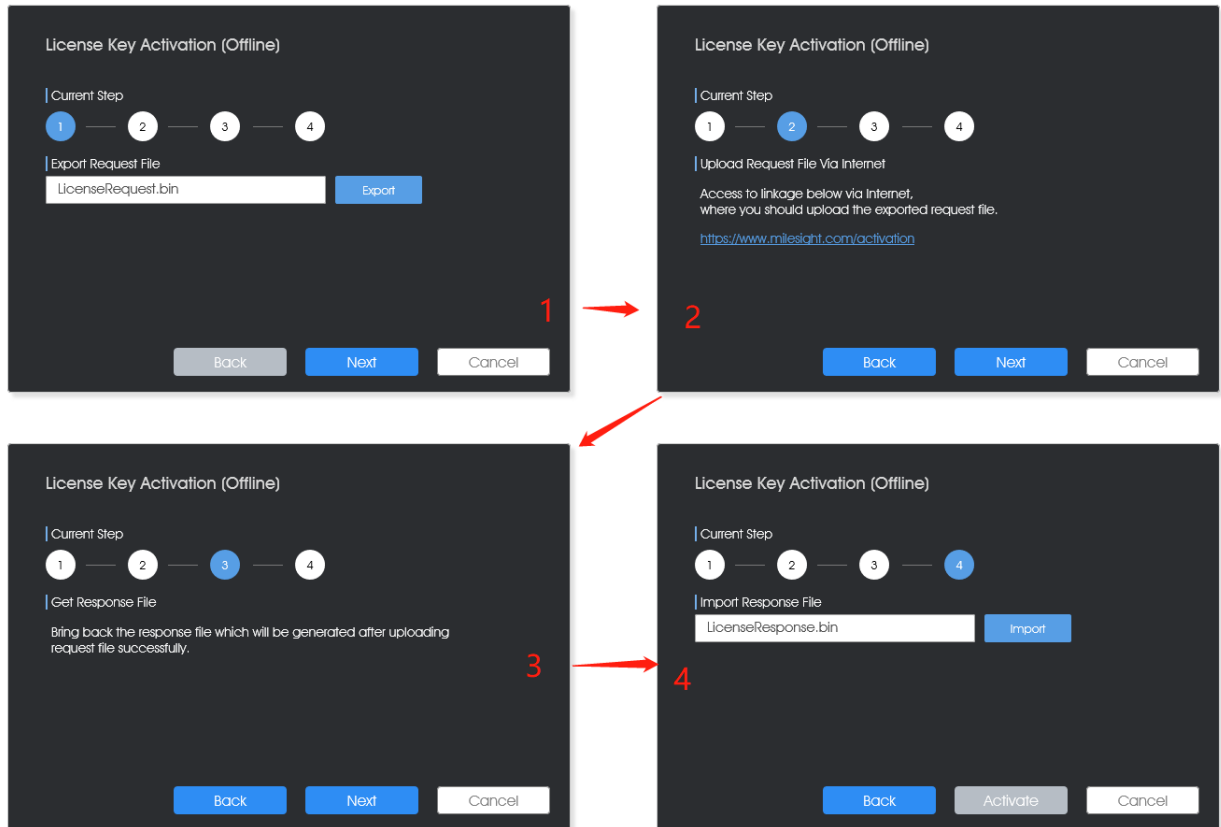 License Key Activation (Offline)
Current Step
1 2 3 4
Export Request File
LicenseRequest.bin Export
1
Back Next Cancel
License Key Activation (Offline)
Current Step
1 2 3 4
Upload Request File Via Internet
Access to linkage below via Internet,
where you should upload the exported request file.
https://www.milesight.com/activation
2
Back Next Cancel
License Key Activation (Offline)
Current Step
1 2 3 4
Get Response File
Bring back the response file which will be generated after uploading
request file successfully.
3
Back Next Cancel
License Key Activation (Offline)
Current Step
1 2 3 4
Import Response File
LicenseResponse.bin Import
4
Back Activate Cancel